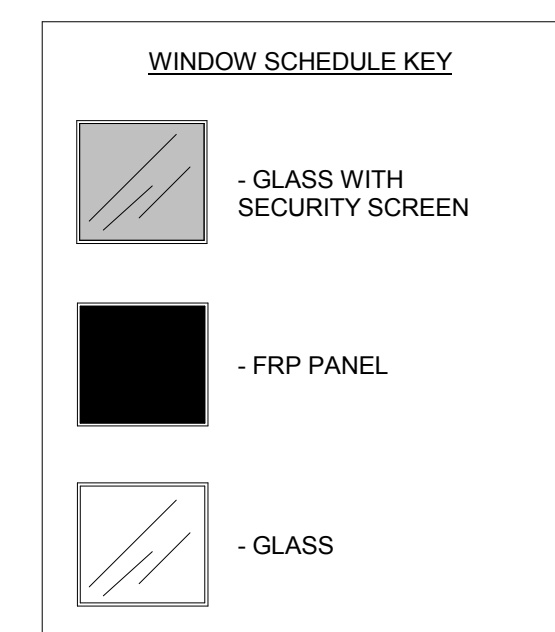 WINDOW SCHEDULE KEY
- GLASS WITH
SECURITY SCREEN
- FRP PANEL
- GLASS